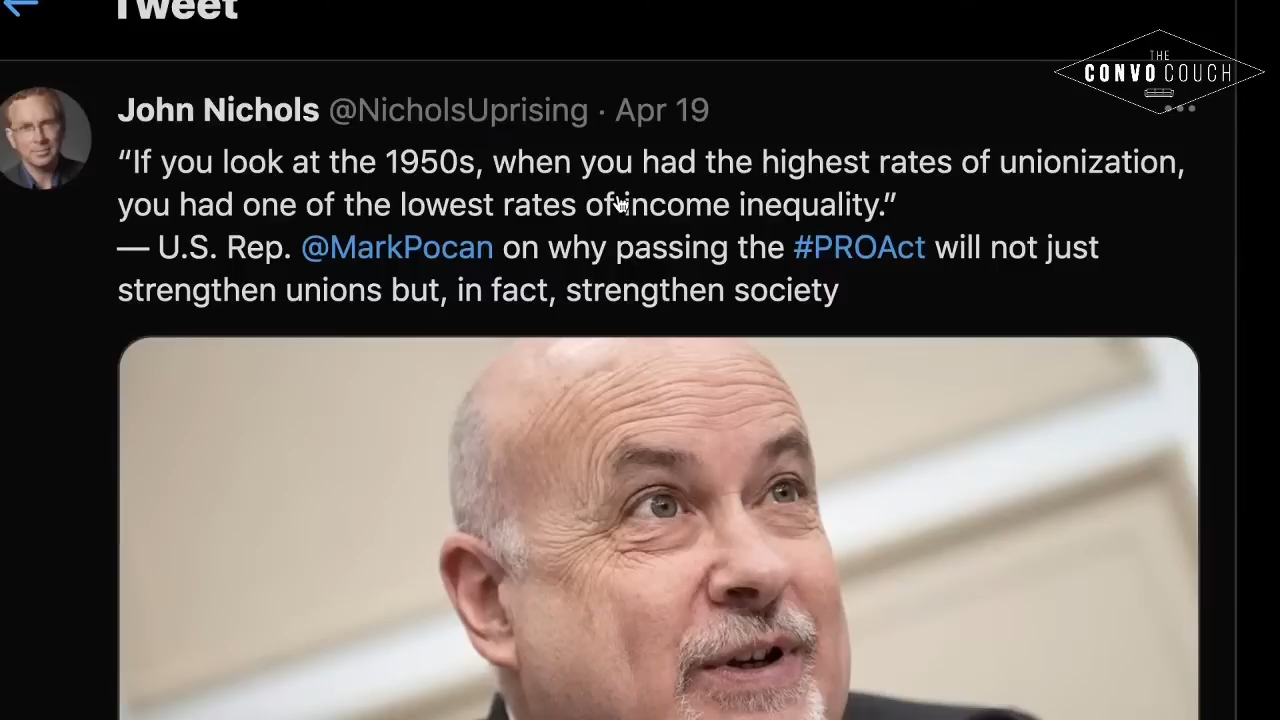 Tweet
THE
CONVO COUCH
John Nichols @NicholsUprising · Apr 19
“If you look at the 1950s, when you had the highest rates of unionization,
you had one of the lowest rates of income inequality.”
— U.S. Rep. @MarkPocan on why passing the #PROAct will not just
strengthen unions but, in fact, strengthen society